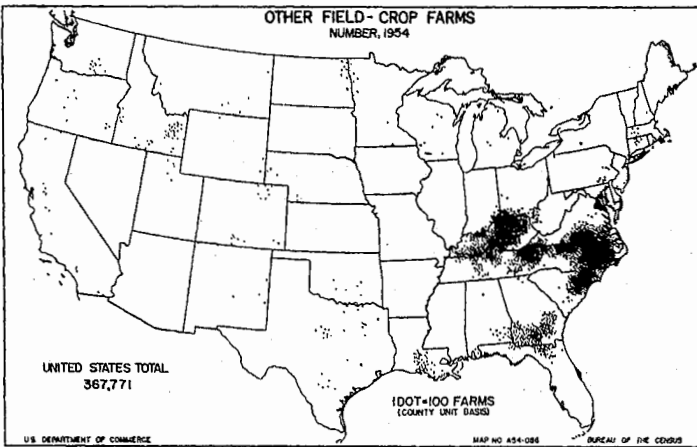 OTHER FIELD-CROP FARMS
NUMBER, 1954
UNITED STATES TOTAL
367,771
1 DOT=100 FARMS
(COUNTY UNIT BASIS)
U.S. DEPARTMENT OF COMMERCE
MAP NO A54-086
BUREAU OF THE CENSUS